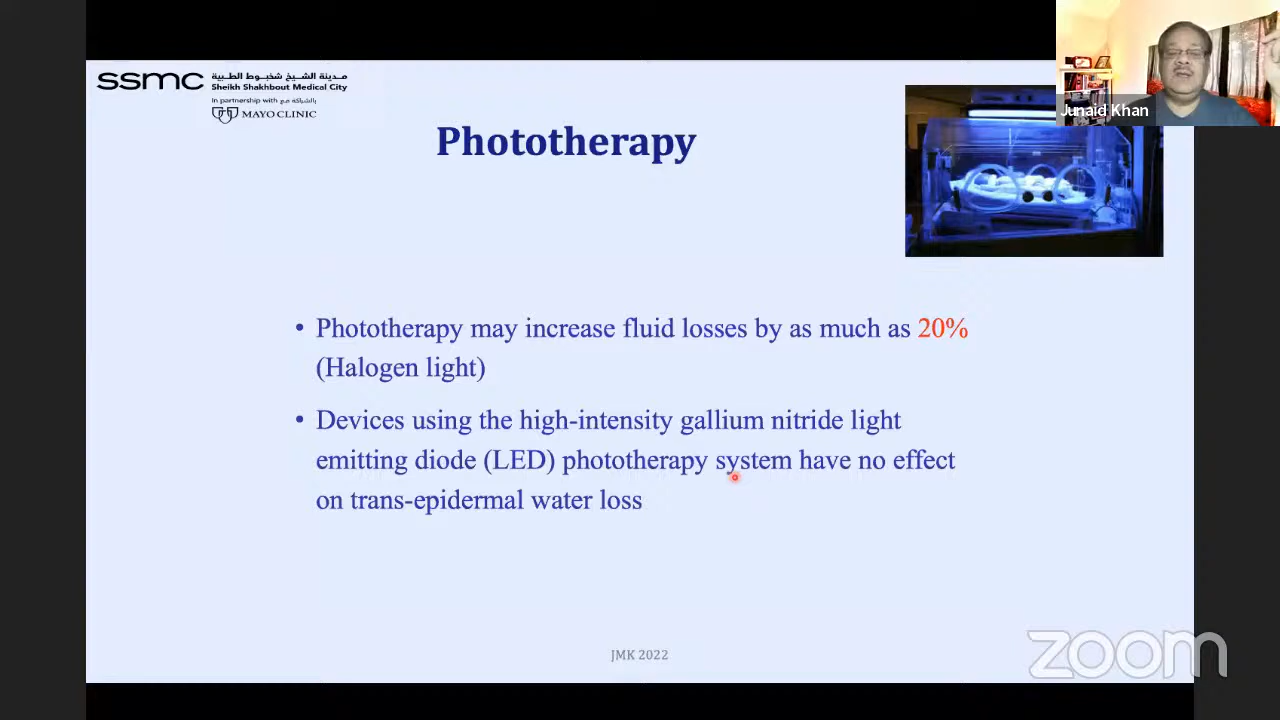 ssmc
مدينة الشيخ شخبوط الطبية
Sheikh Shakhbout Medical City
In partnership with بالشراكة مع
MAYO CLINIC
Junaid Khan
Phototherapy
• Phototherapy may increase fluid losses by as much as 20%
(Halogen light)
• Devices using the high-intensity gallium nitride light
emitting diode (LED) phototherapy system have no effect
on trans-epidermal water loss
JMK 2022
zoom